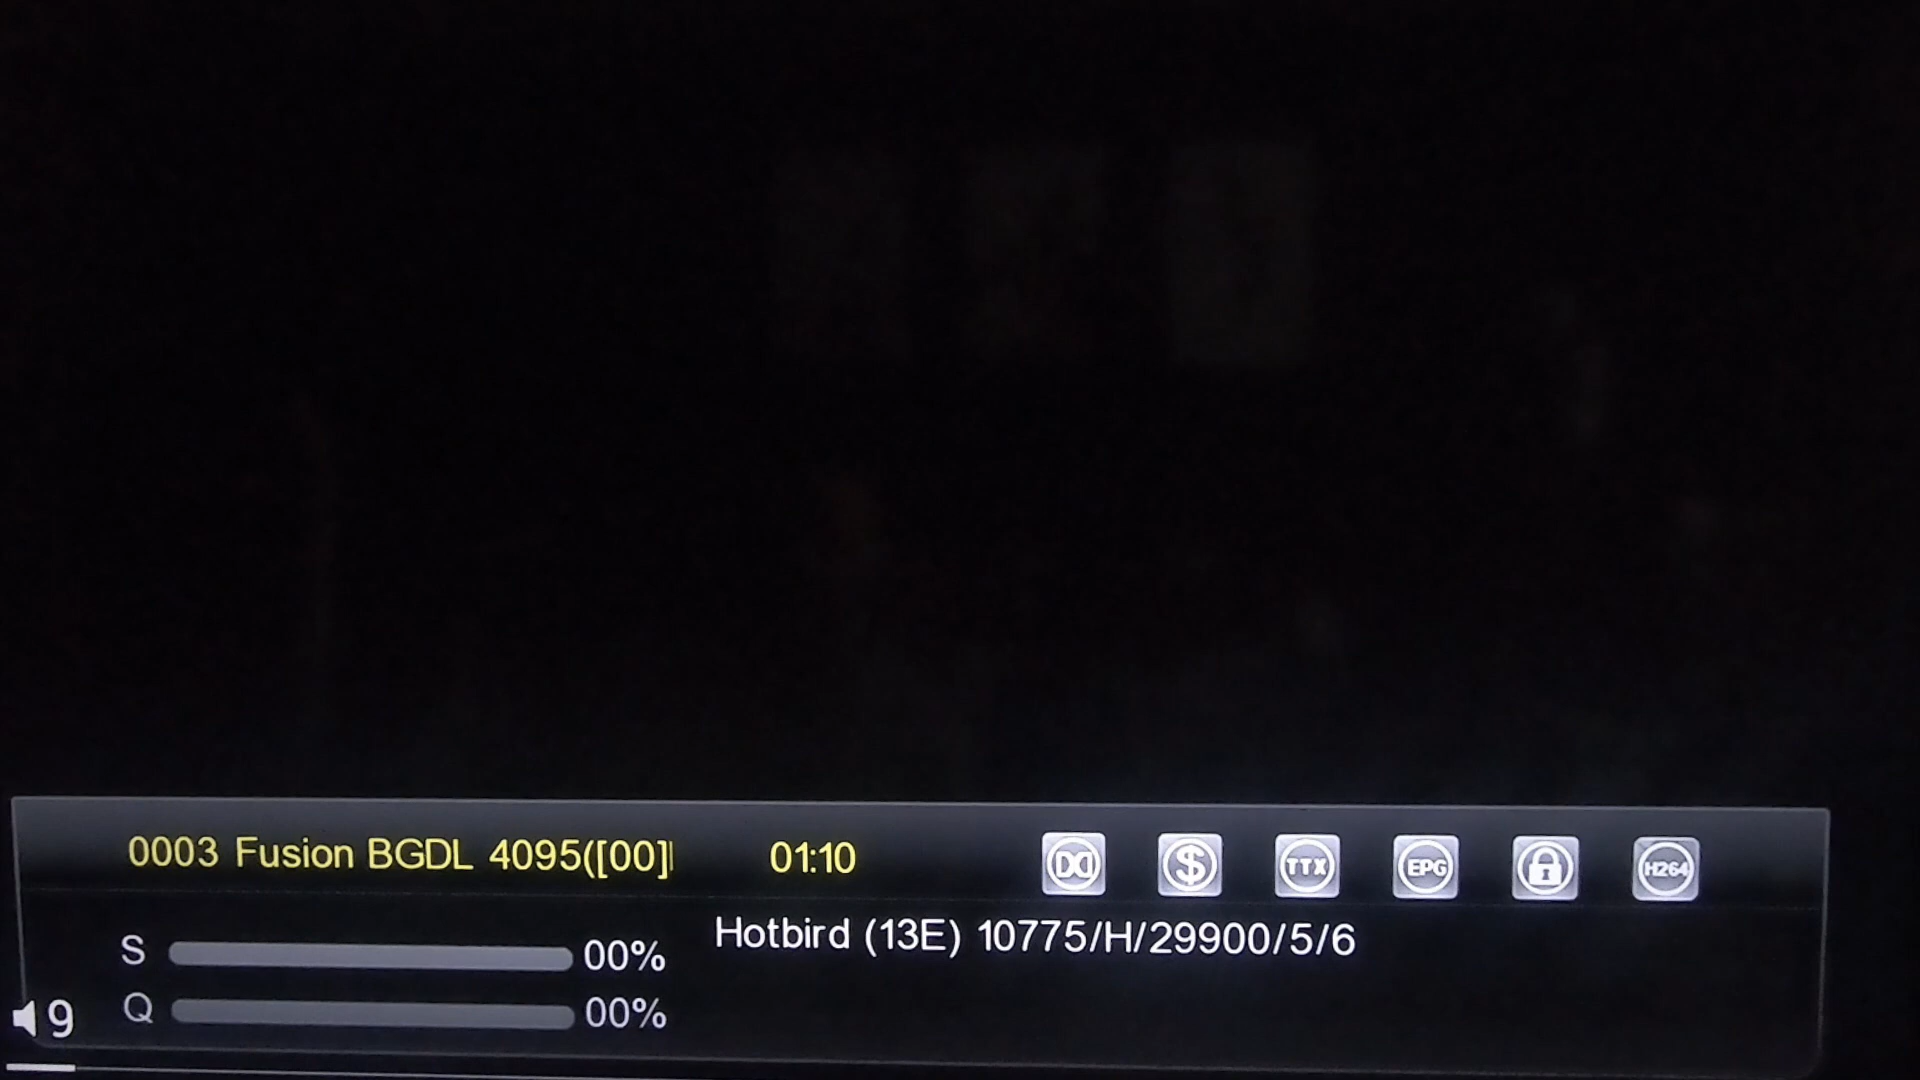 0003 Fusion BGDL 4095([00]
01:10
DD
$
TTX
EPG
H264
Hotbird (13E) 10775/H/29900/5/6
S 00%
Q 00%
9